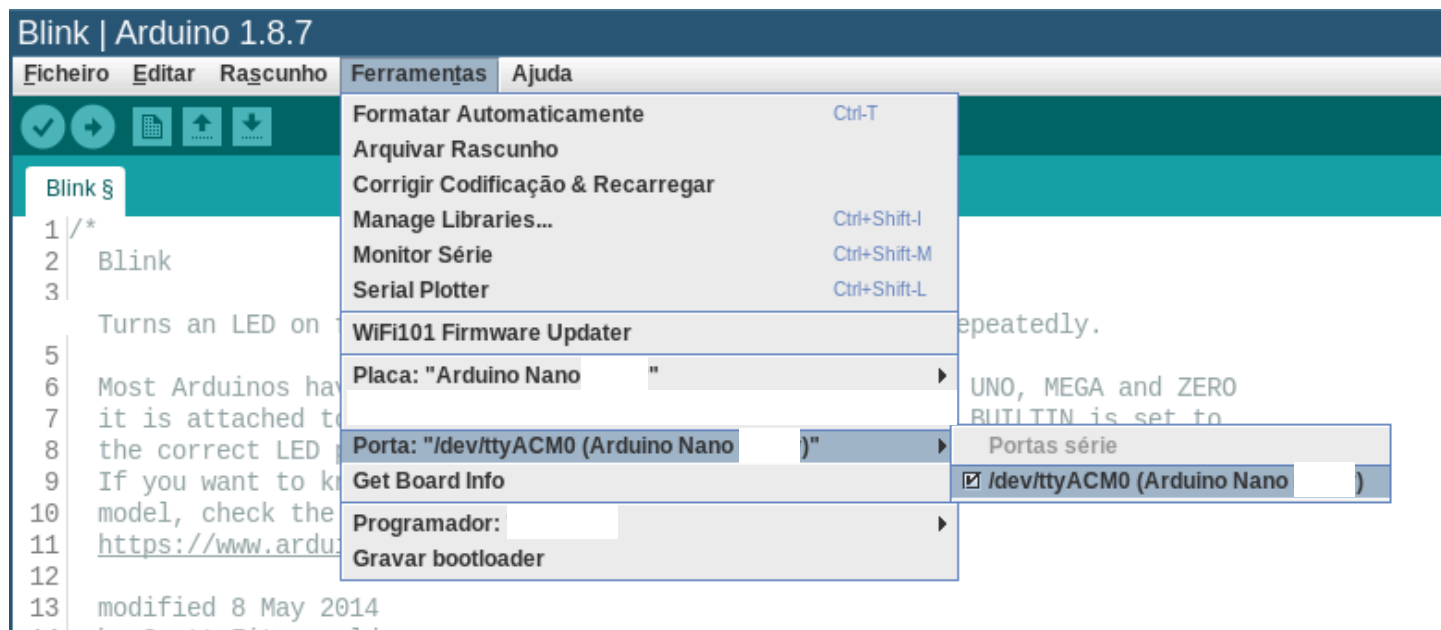 Blink | Arduino 1.8.7
Ficheiro Editar Rascunho Ferramentas Ajuda
Formatar Automaticamente Ctrl-T
Arquivar Rascunho
Corrigir Codificação & Recarregar
Manage Libraries... Ctrl+Shift-I
Monitor Série Ctrl+Shift-M
Serial Plotter Ctrl+Shift-L
WiFi101 Firmware Updater
Placa: "Arduino Nano "
Porta: "/dev/ttyACM0 (Arduino Nano )"
Get Board Info
Programador:
Gravar bootloader
Portas série
/dev/ttyACM0 (Arduino Nano )
Blink §
1 /*
2 Blink
3
Turns an LED on epeatedly.
5
6 Most Arduinos hav UNO, MEGA and ZERO
7 it is attached to BUILTIN is set to
8 the correct LED
9 If you want to kn
10 model, check the
11 https://www.ardui
12
13 modified 8 May 2014